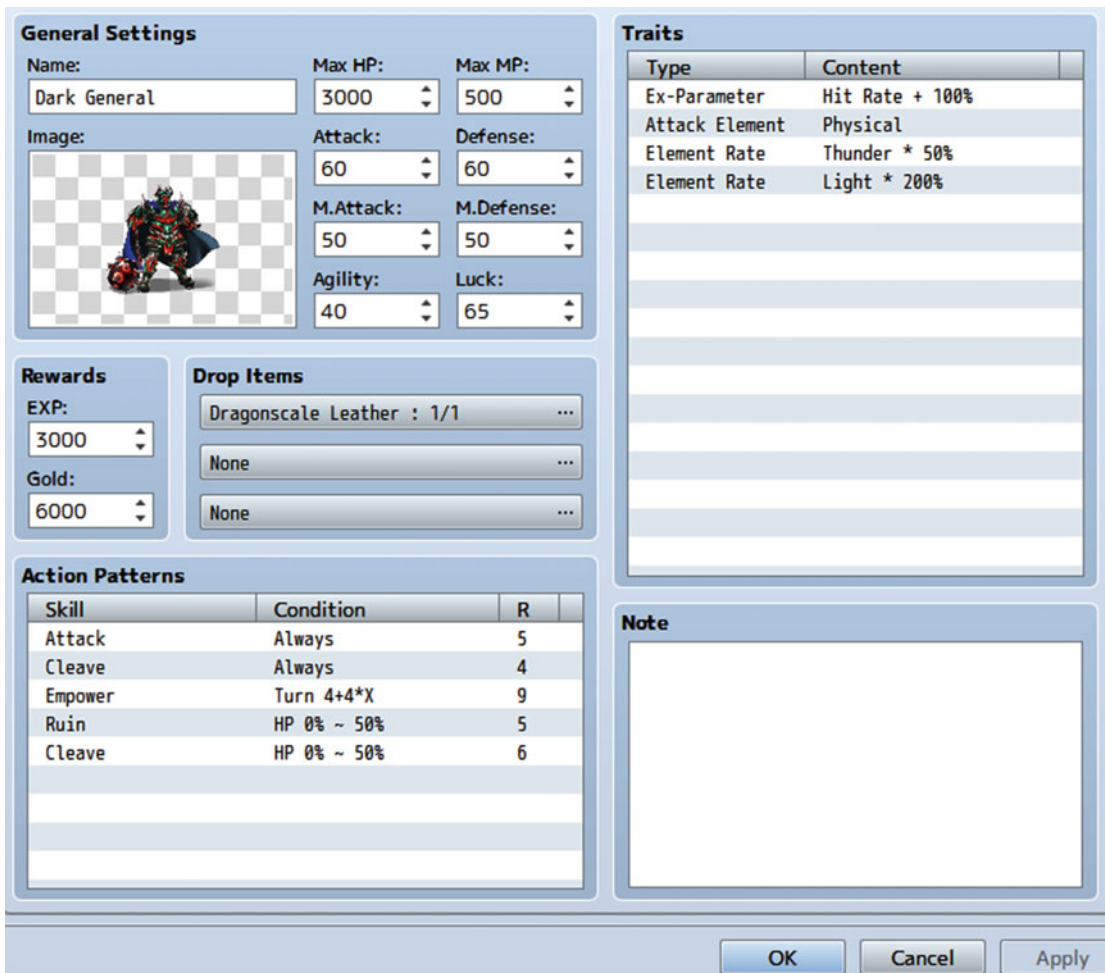 General Settings
Name:
Max HP:
Max MP:
Dark General
3000
500
Image:
Attack:
Defense:
60
60
M.Attack:
M.Defense:
50
50
Agility:
Luck:
40
65
Rewards
EXP:
3000
Gold:
6000
Drop Items
Dragonscale Leather : 1/1 ...
None ...
None ...
Action Patterns
Skill Condition R
Attack Always 5
Cleave Always 4
Empower Turn 4+4*X 9
Ruin HP 0% ~ 50% 5
Cleave HP 0% ~ 50% 6
Traits
Type Content
Ex-Parameter Hit Rate + 100%
Attack Element Physical
Element Rate Thunder * 50%
Element Rate Light * 200%
Note
OK Cancel Apply